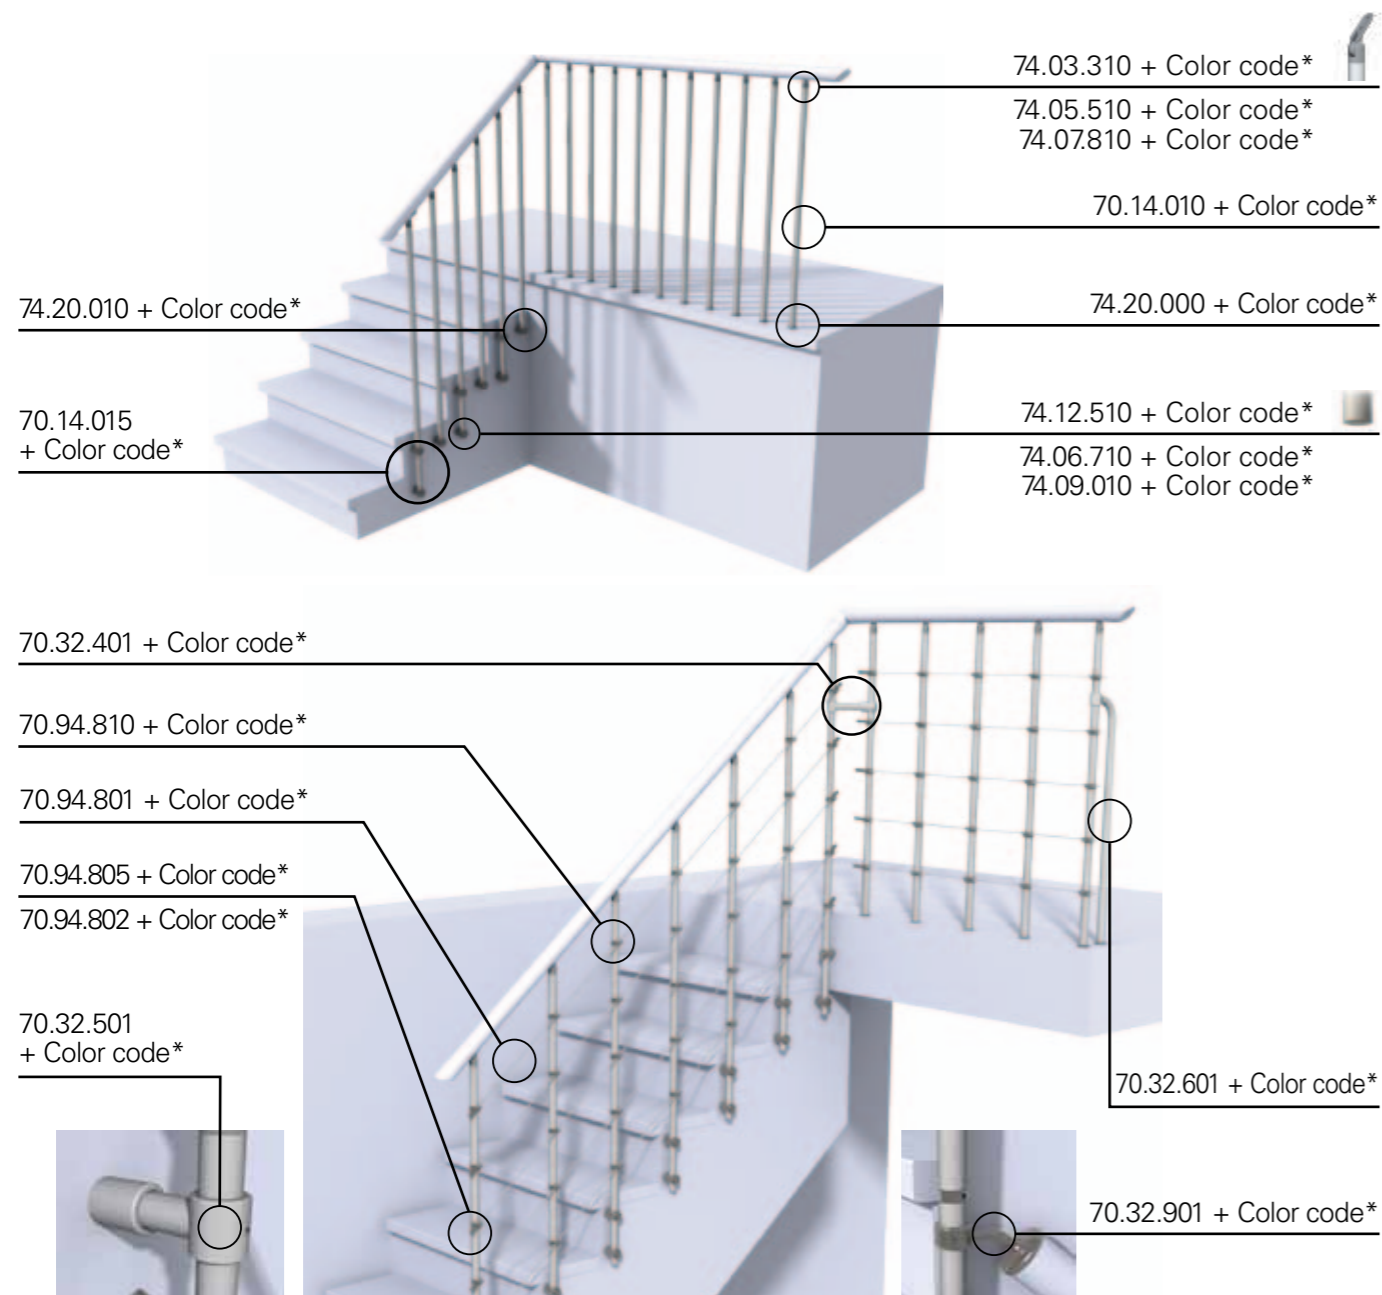 74.03.310 + Color code*
74.05.510 + Color code*
74.07.810 + Color code*
70.14.010 + Color code*
74.20.010 + Color code*
74.20.000 + Color code*
70.14.015
+ Color code*
74.12.510 + Color code*
74.06.710 + Color code*
74.09.010 + Color code*
70.32.401 + Color code*
70.94.810 + Color code*
70.94.801 + Color code*
70.94.805 + Color code*
70.94.802 + Color code*
70.32.501
+ Color code*
70.32.601 + Color code*
70.32.901 + Color code*